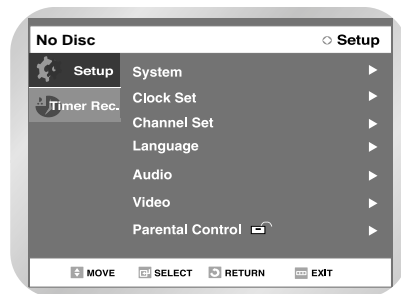 No Disc Setup
Setup System
Clock Set
Timer Rec.
Channel Set
Language
Audio
Video
Parental Control
MOVE SELECT RETURN EXIT